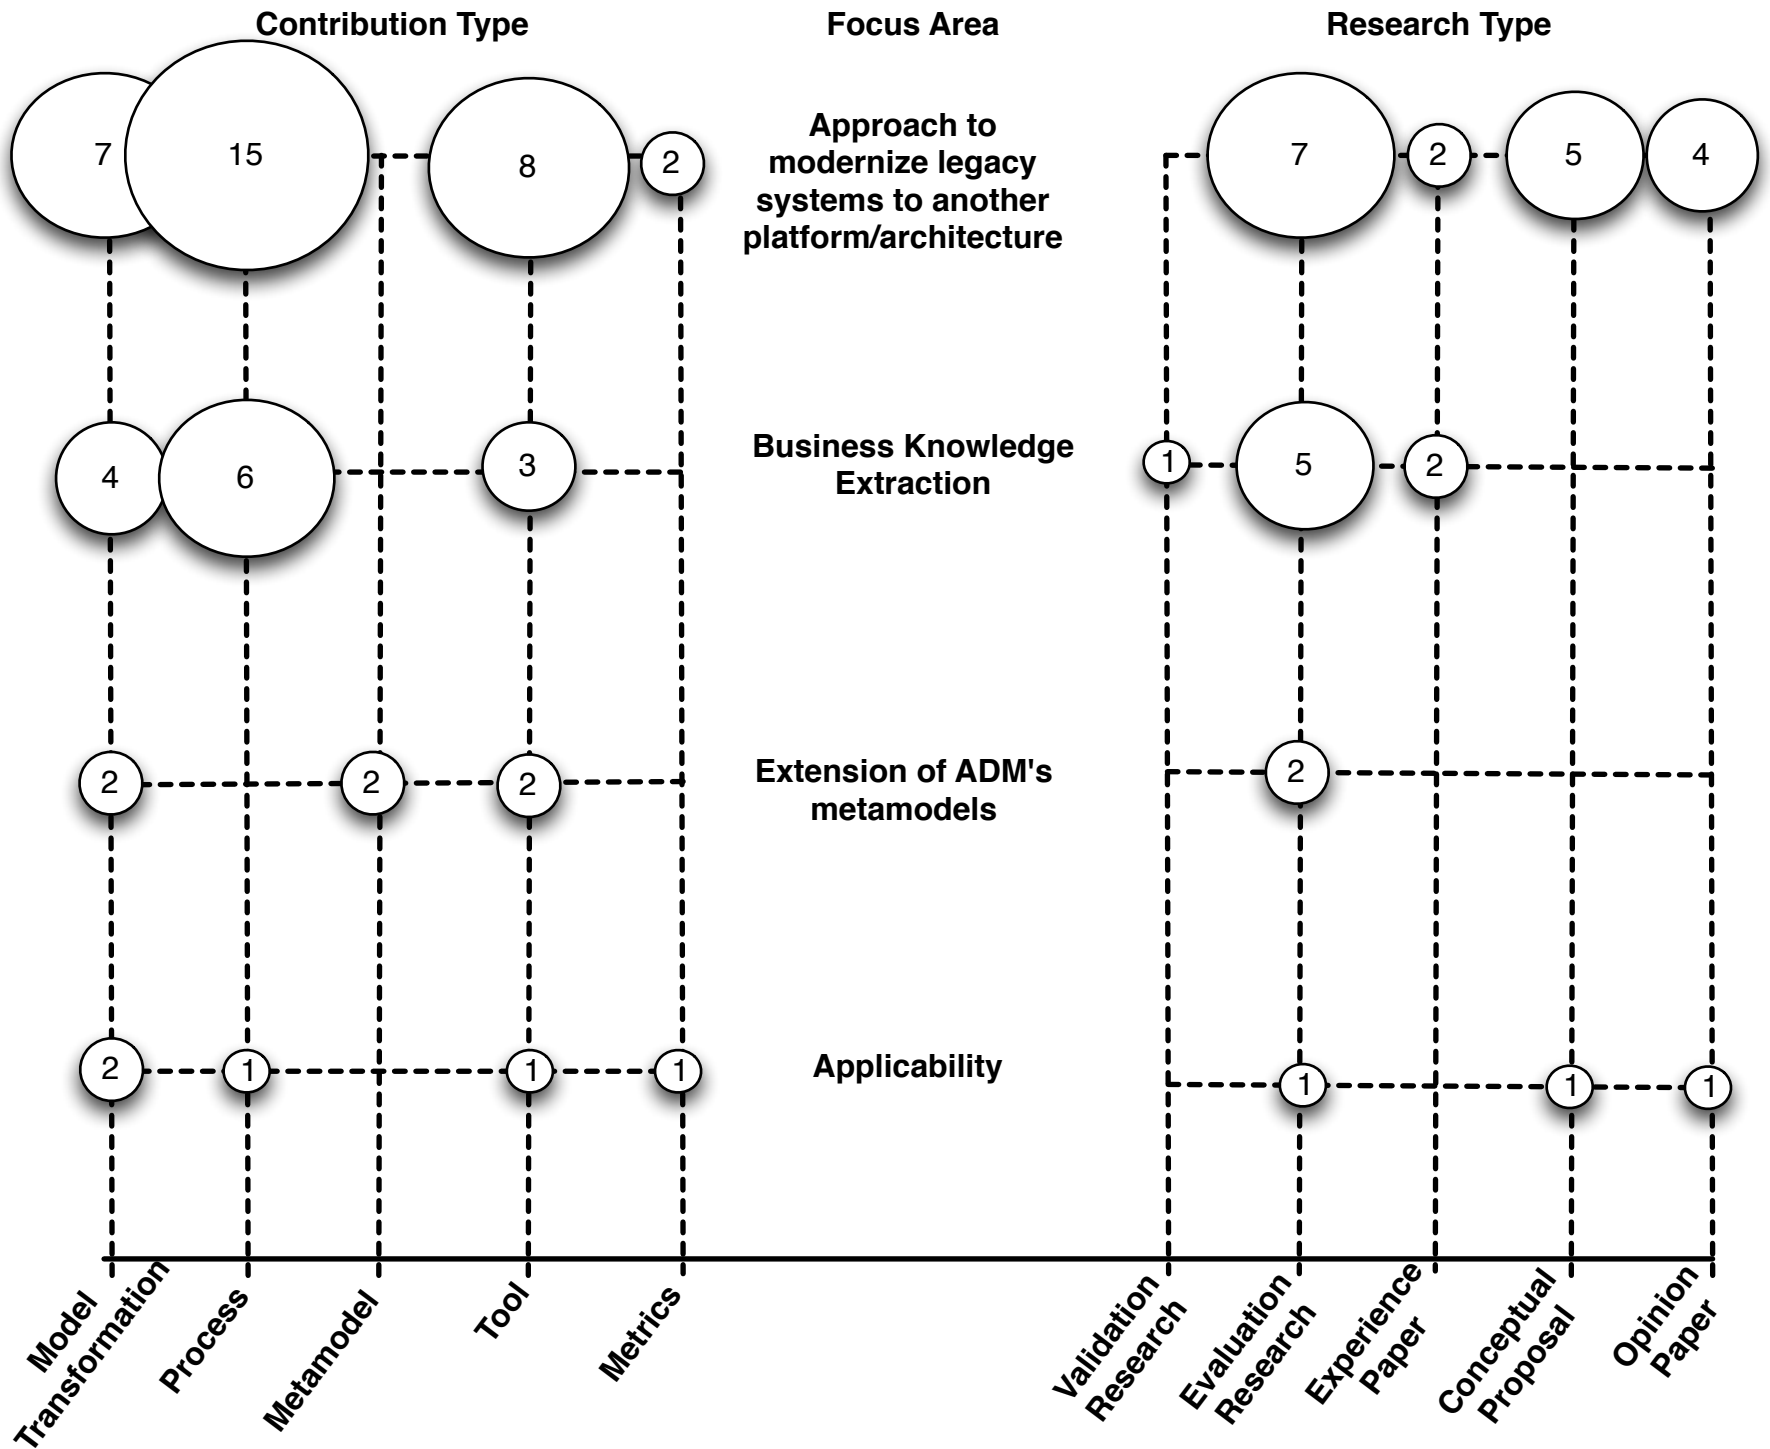 Contribution Type
Focus Area
Research Type
7
15
8
2
Approach to
modernize legacy
systems to another
platform/architecture
7
2
5
4
4
6
3
Business Knowledge
Extraction
1
5
2
2
2
2
Extension of ADM's
metamodels
2
2
1
1
1
Applicability
1
1
1
Model
Transformation
Process
Metamodel
Tool
Metrics
Validation
Research
Evaluation
Research
Experience
Paper
Conceptual
Proposal
Opinion
Paper